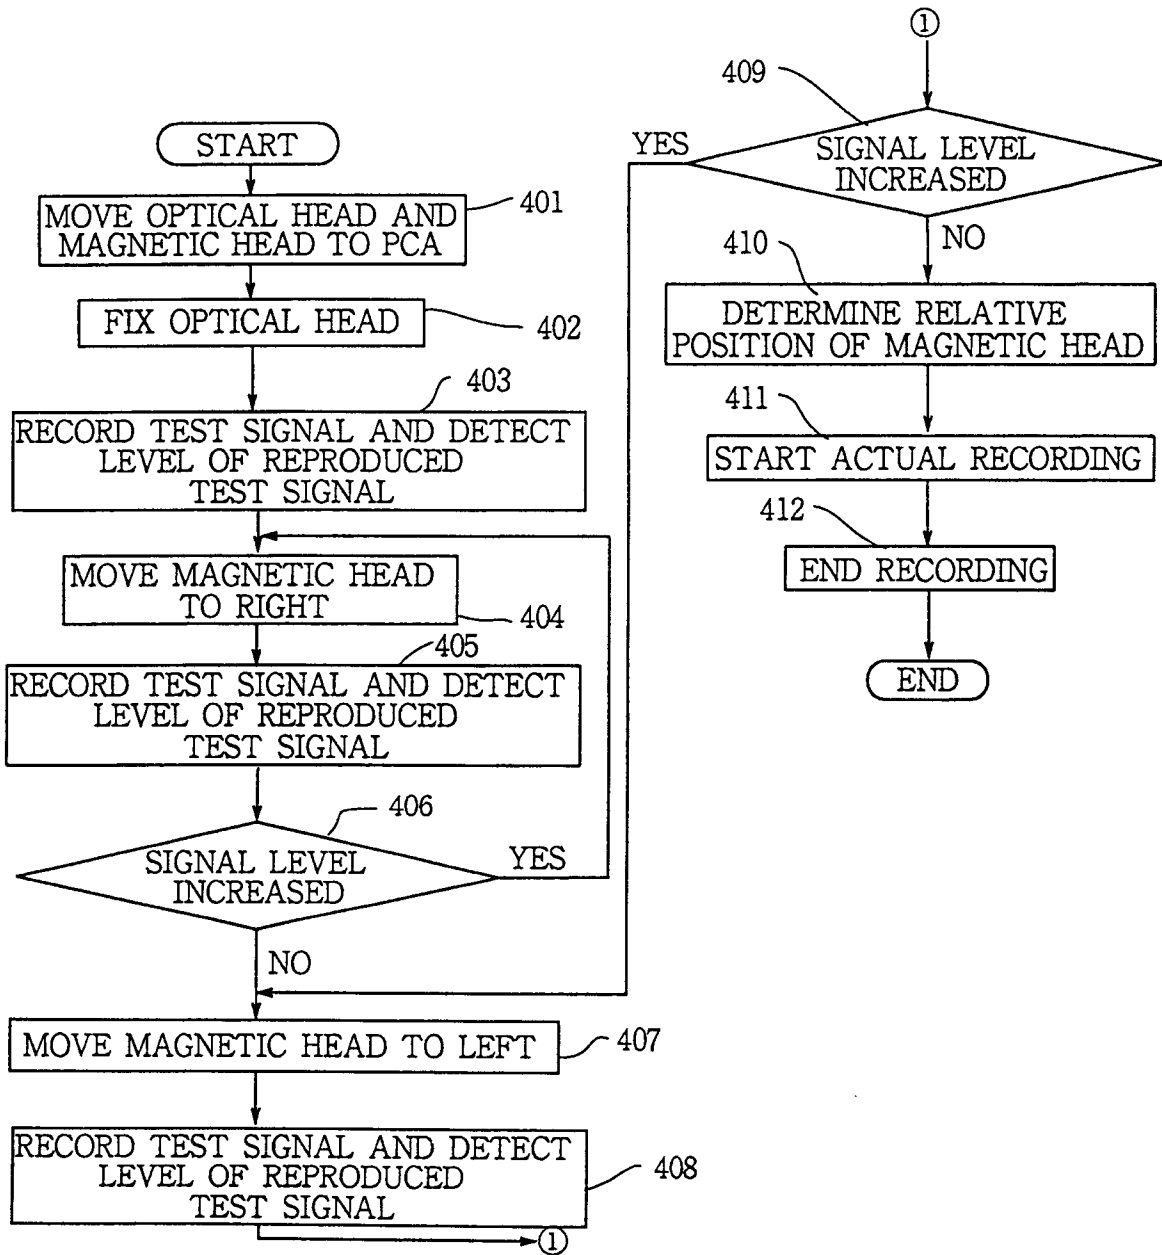 START
MOVE OPTICAL HEAD AND
MAGNETIC HEAD TO PCA
401
FIX OPTICAL HEAD
402
403
RECORD TEST SIGNAL AND DETECT
LEVEL OF REPRODUCED
TEST SIGNAL
MOVE MAGNETIC HEAD
TO RIGHT
404
405
RECORD TEST SIGNAL AND DETECT
LEVEL OF REPRODUCED
TEST SIGNAL
406
SIGNAL LEVEL
INCREASED
YES
NO
MOVE MAGNETIC HEAD TO LEFT
407
RECORD TEST SIGNAL AND DETECT
LEVEL OF REPRODUCED
TEST SIGNAL
408
①
①
409
YES
SIGNAL LEVEL
INCREASED
NO
410
DETERMINE RELATIVE
POSITION OF MAGNETIC HEAD
411
START ACTUAL RECORDING
412
END RECORDING
END